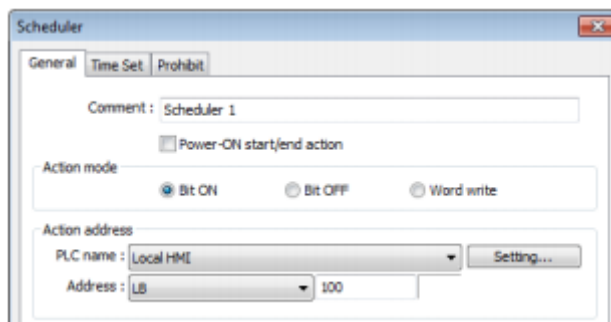 Scheduler
General Time Set Prohibit
Comment : Scheduler 1
Power-ON start/end action
Action mode
Bit ON Bit OFF Word write
Action address
PLC name : Local HMI Setting...
Address : LB 100